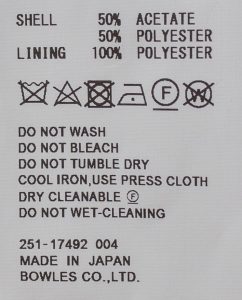 SHELL 50% ACETATE
50% POLYESTER
LINING 100% POLYESTER
F W
DO NOT WASH
DO NOT BLEACH
DO NOT TUMBLE DRY
COOL IRON,USE PRESS CLOTH
DRY CLEANABLE Ⓕ
DO NOT WET-CLEANING
251-17492 004
MADE IN JAPAN
BOWLES CO.,LTD.